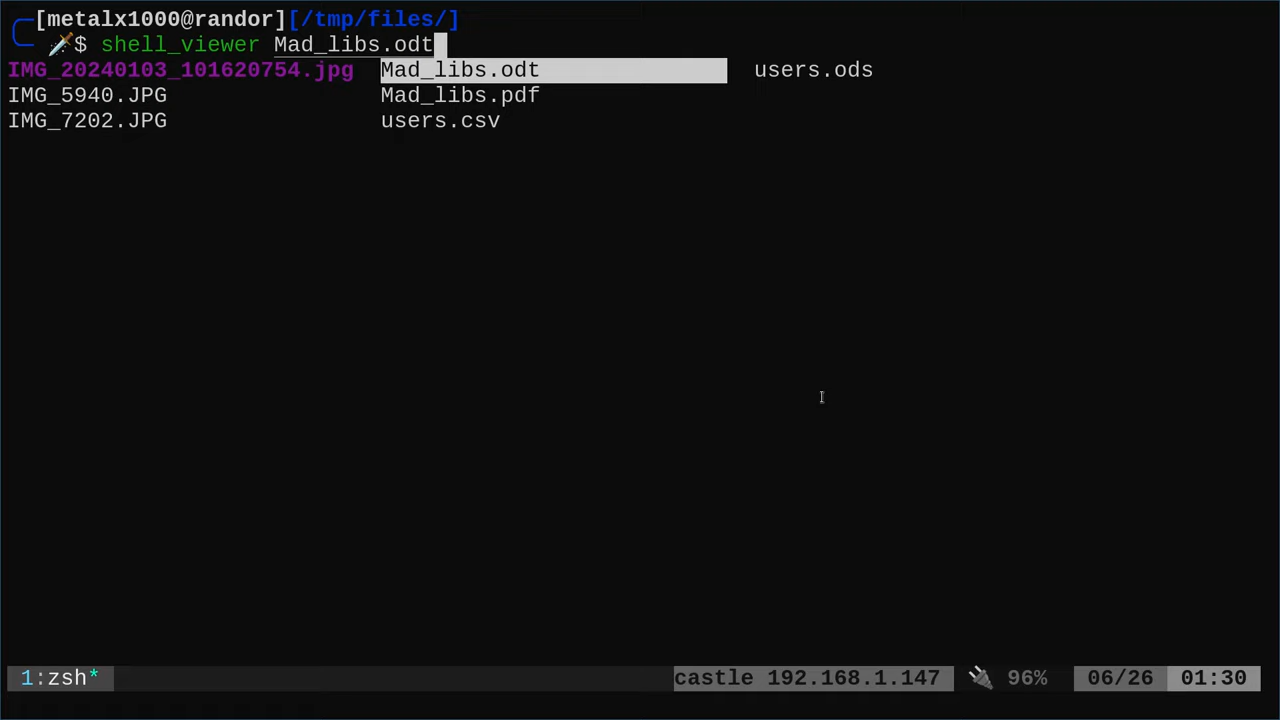 [metalx1000@randor][/tmp/files/]
$ shell_viewer Mad_libs.odt
IMG_20240103_101620754.jpg Mad_libs.odt users.ods
IMG_5940.JPG Mad_libs.pdf
IMG_7202.JPG users.csv
1:zsh* castle 192.168.1.147 96% 06/26 01:30